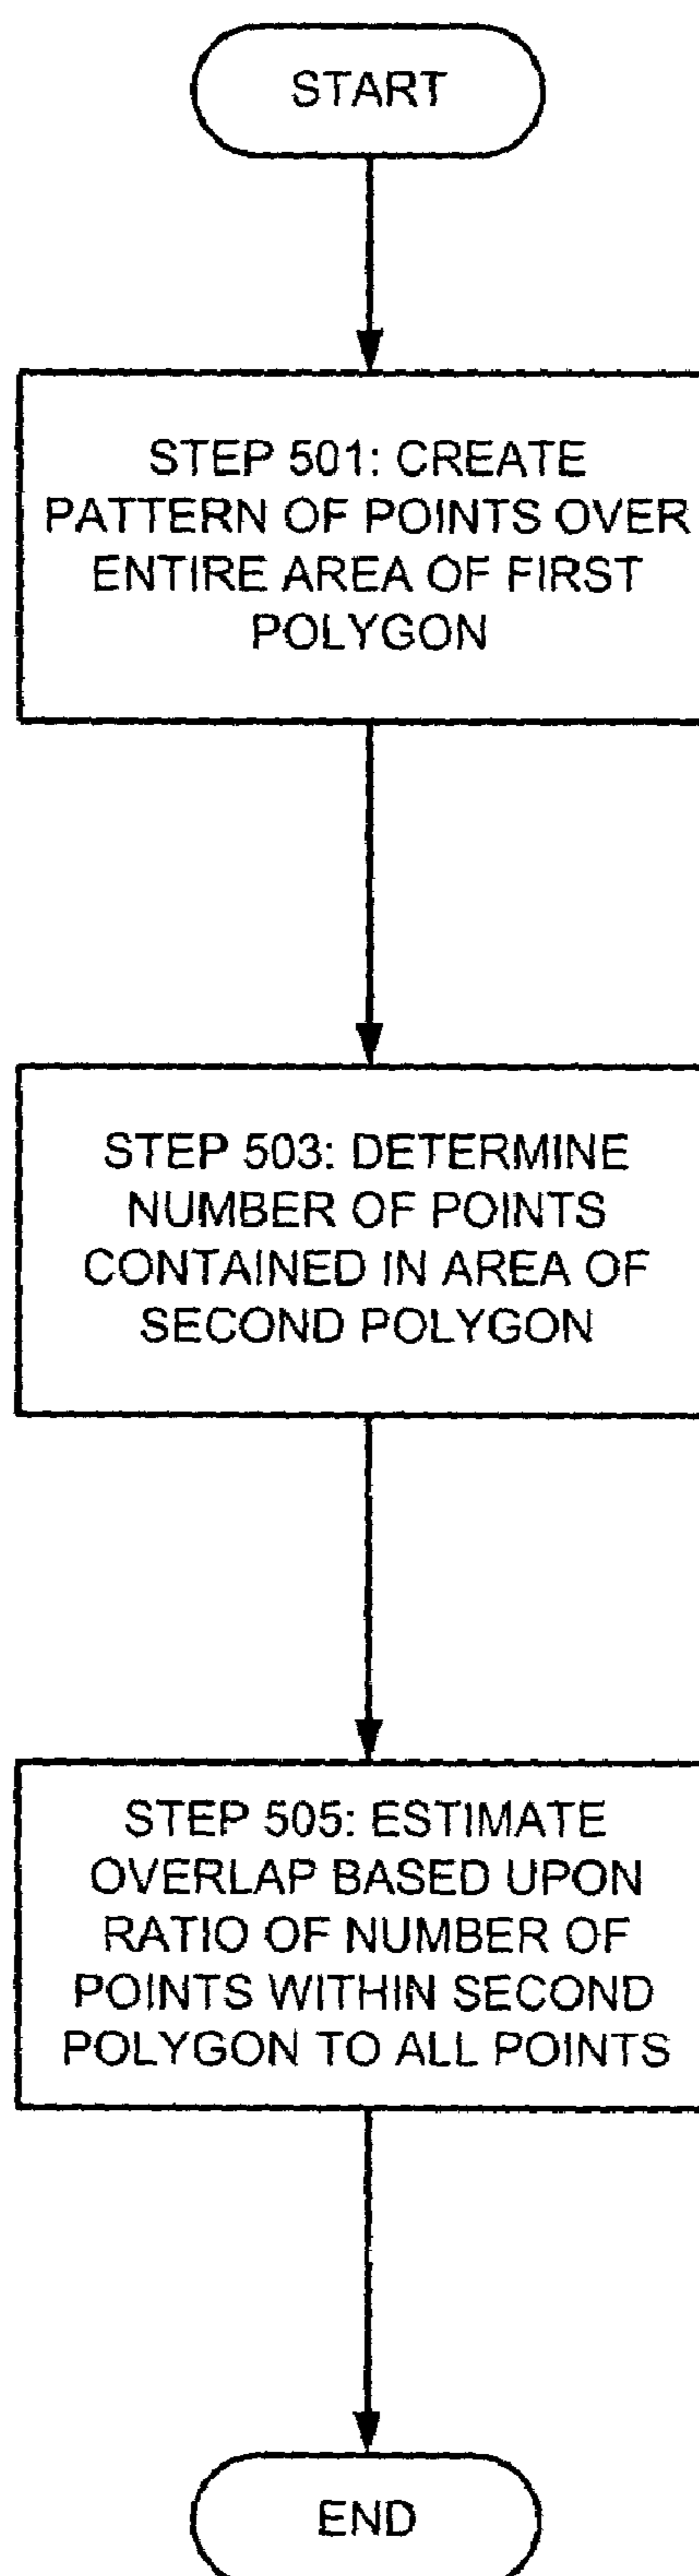 START
STEP 501: CREATE
PATTERN OF POINTS OVER
ENTIRE AREA OF FIRST
POLYGON
STEP 503: DETERMINE
NUMBER OF POINTS
CONTAINED IN AREA OF
SECOND POLYGON
STEP 505: ESTIMATE
OVERLAP BASED UPON
RATIO OF NUMBER OF
POINTS WITHIN SECOND
POLYGON TO ALL POINTS
END